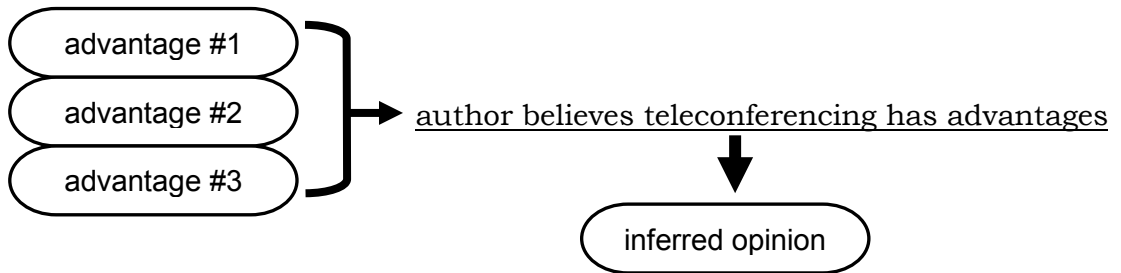 advantage #1
advantage #2
author believes teleconferencing has advantages
advantage #3
inferred opinion